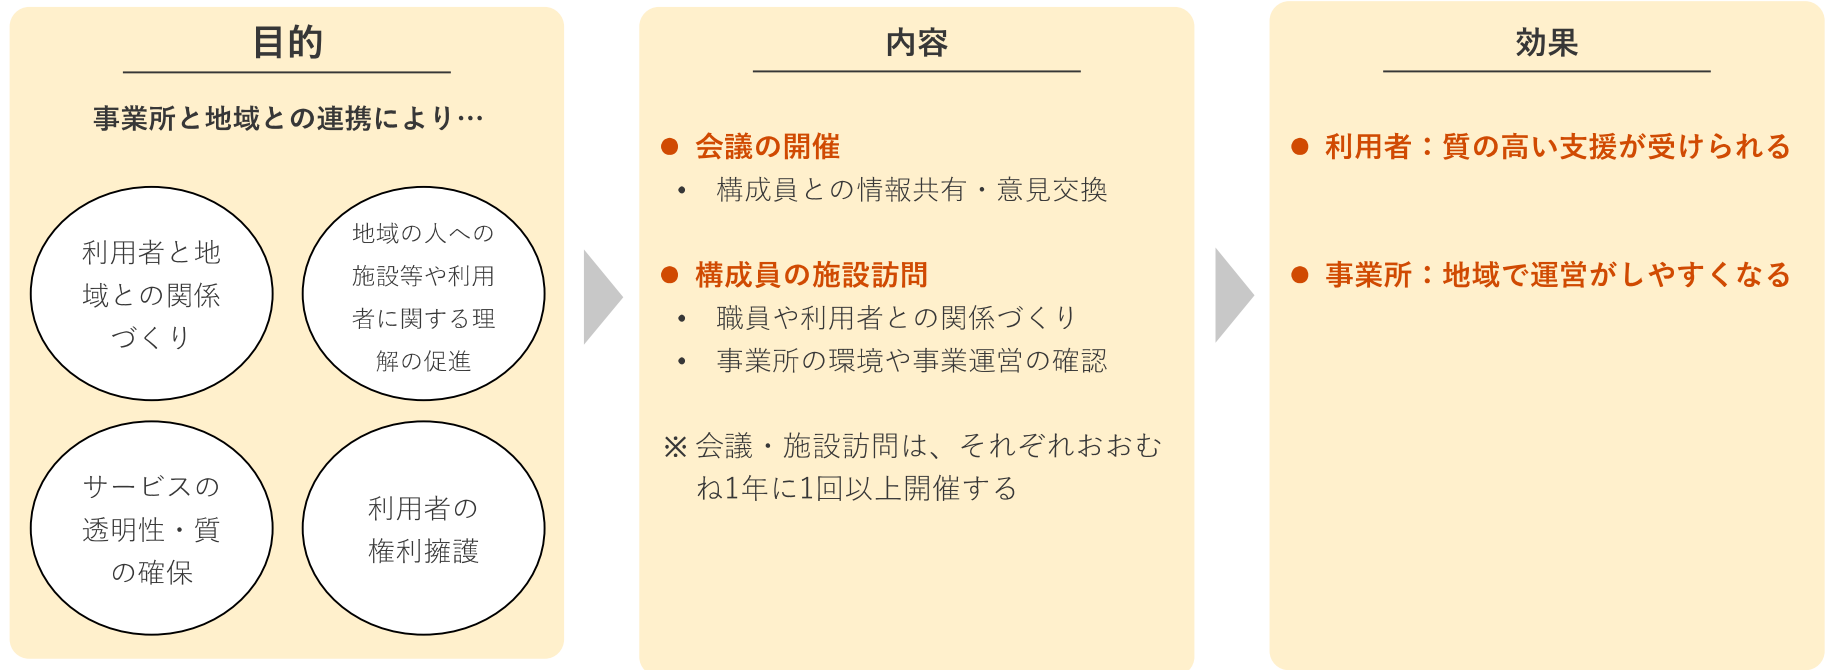 目的
事業所と地域との連携により…
利用者と地
域との関係
づくり
地域の人への
施設等や利用
者に関する理
解の促進
サービスの
透明性・質
の確保
利用者の
権利擁護
内容
● 会議の開催
• 構成員との情報共有・意見交換
● 構成員の施設訪問
• 職員や利用者との関係づくり
• 事業所の環境や事業運営の確認
※ 会議・施設訪問は、それぞれおおむ
ね1年に1回以上開催する
効果
● 利用者：質の高い支援が受けられる
● 事業所：地域で運営がしやすくなる